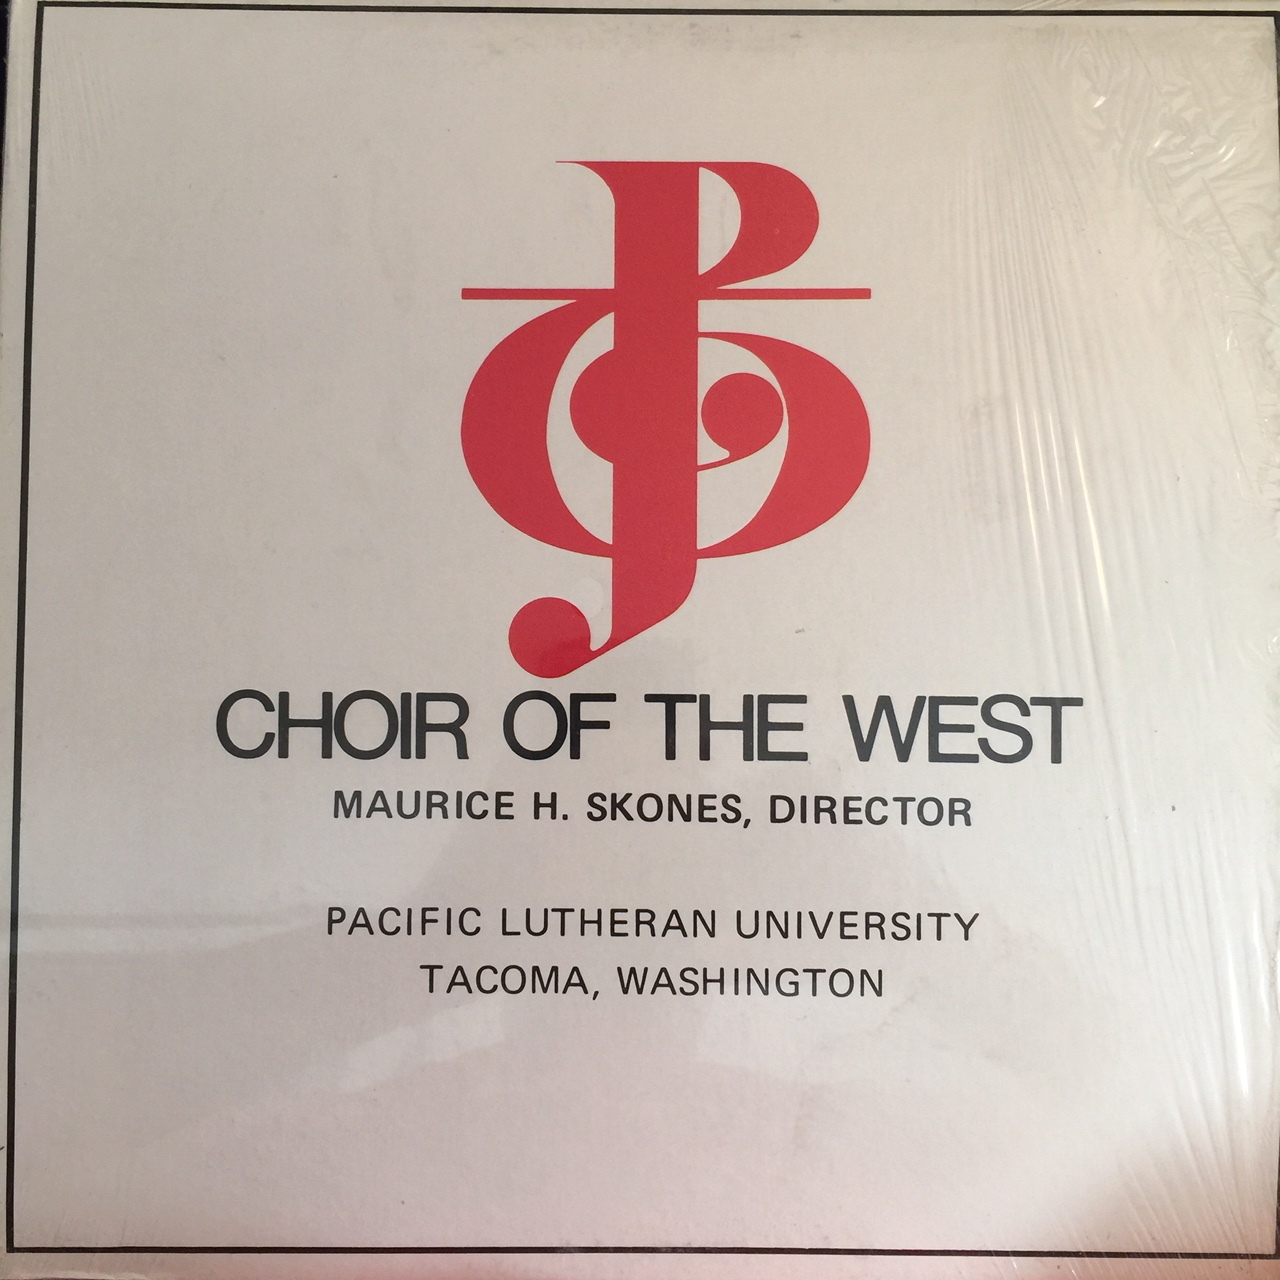 CHOIR OF THE WEST
MAURICE H. SKONES, DIRECTOR
PACIFIC LUTHERAN UNIVERSITY
TACOMA, WASHINGTON